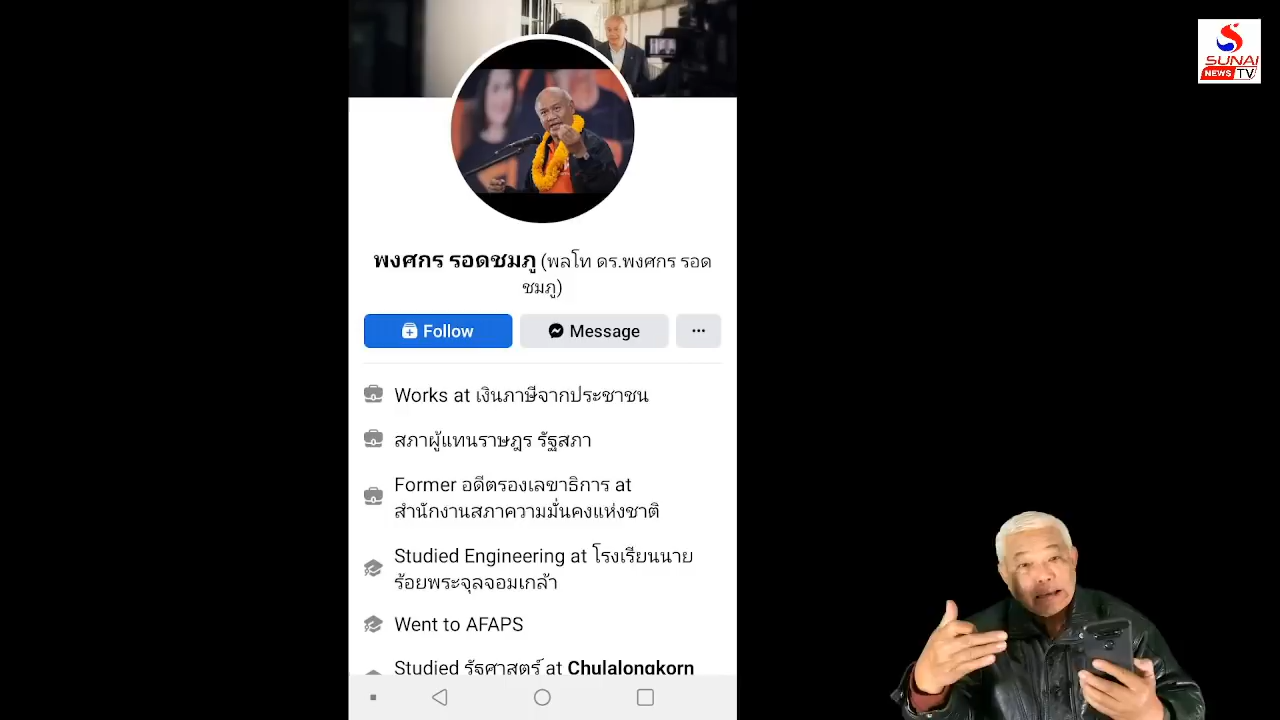 SUNAI
NEWS TV
พงศกร รอดชมภู (พลโท ดร.พงศกร รอด
ชมภู)
Follow
Message
Works at เงินภาษีจากประชาชน
สภาผู้แทนราษฎร รัฐสภา
Former อดีตรองเลขาธิการ at
สำนักงานสภาความมั่นคงแห่งชาติ
Studied Engineering at โรงเรียนนาย
ร้อยพระจุลจอมเกล้า
Went to AFAPS
Studied รัฐศาสตร์ at Chulalongkorn